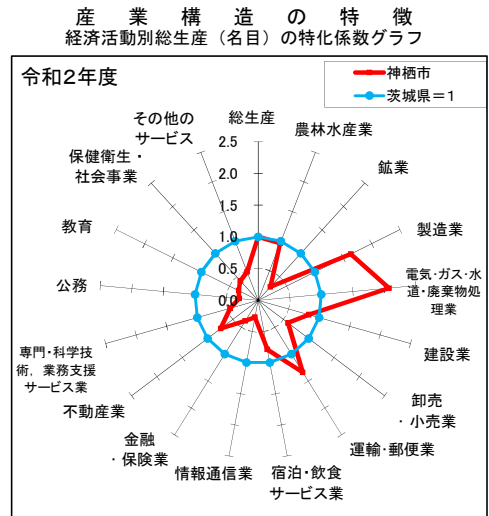 産業構造の特徴
経済活動別総生産（名目）の特化係数グラフ
令和2年度
神栖市
茨城県＝1
総生産
農林水産業
鉱業
製造業
電気・ガス・水
道・廃棄物処
理業
建設業
卸売
・小売業
運輸・郵便業
宿泊・飲食
サービス業
情報通信業
金融
・保険業
不動産業
専門・科学技
術，業務支援
サービス業
公務
教育
保健衛生・
社会事業
その他の
サービス
2.5
2.0
1.5
1.0
0.5
0.0